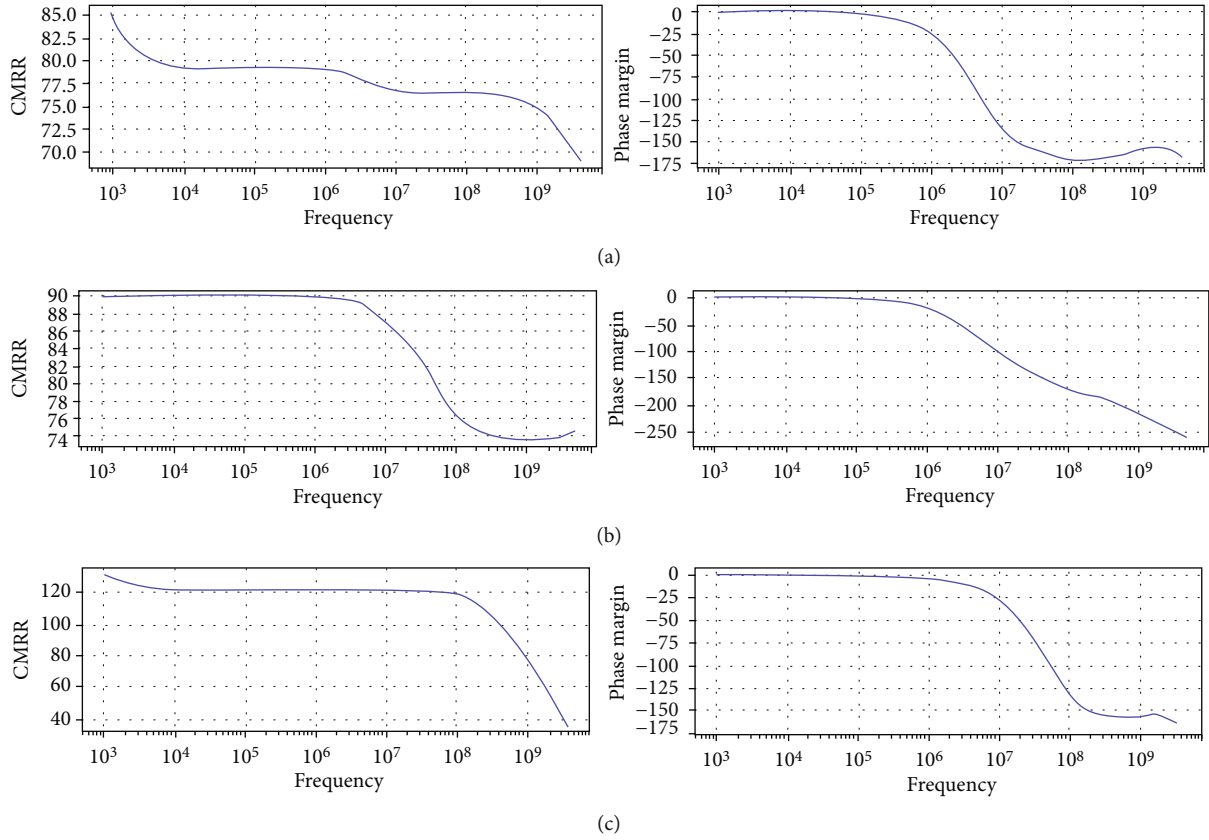 85.0
82.5
80.0
77.5
75.0
72.5
70.0
CMRR
10³ 10⁴ 10⁵ 10⁶ 10⁷ 10⁸ 10⁹
Frequency
0
−25
−50
−75
−100
−125
−150
−175
Phase margin
10³ 10⁴ 10⁵ 10⁶ 10⁷ 10⁸ 10⁹
Frequency
(a)
90
88
86
84
82
80
78
76
74
CMRR
10³ 10⁴ 10⁵ 10⁶ 10⁷ 10⁸ 10⁹
Frequency
0
−50
−100
−150
−200
−250
Phase margin
10³ 10⁴ 10⁵ 10⁶ 10⁷ 10⁸ 10⁹
Frequency
(b)
120
100
80
60
40
CMRR
10³ 10⁴ 10⁵ 10⁶ 10⁷ 10⁸ 10⁹
Frequency
0
−25
−50
−75
−100
−125
−150
−175
Phase margin
10³ 10⁴ 10⁵ 10⁶ 10⁷ 10⁸ 10⁹
Frequency
(c)